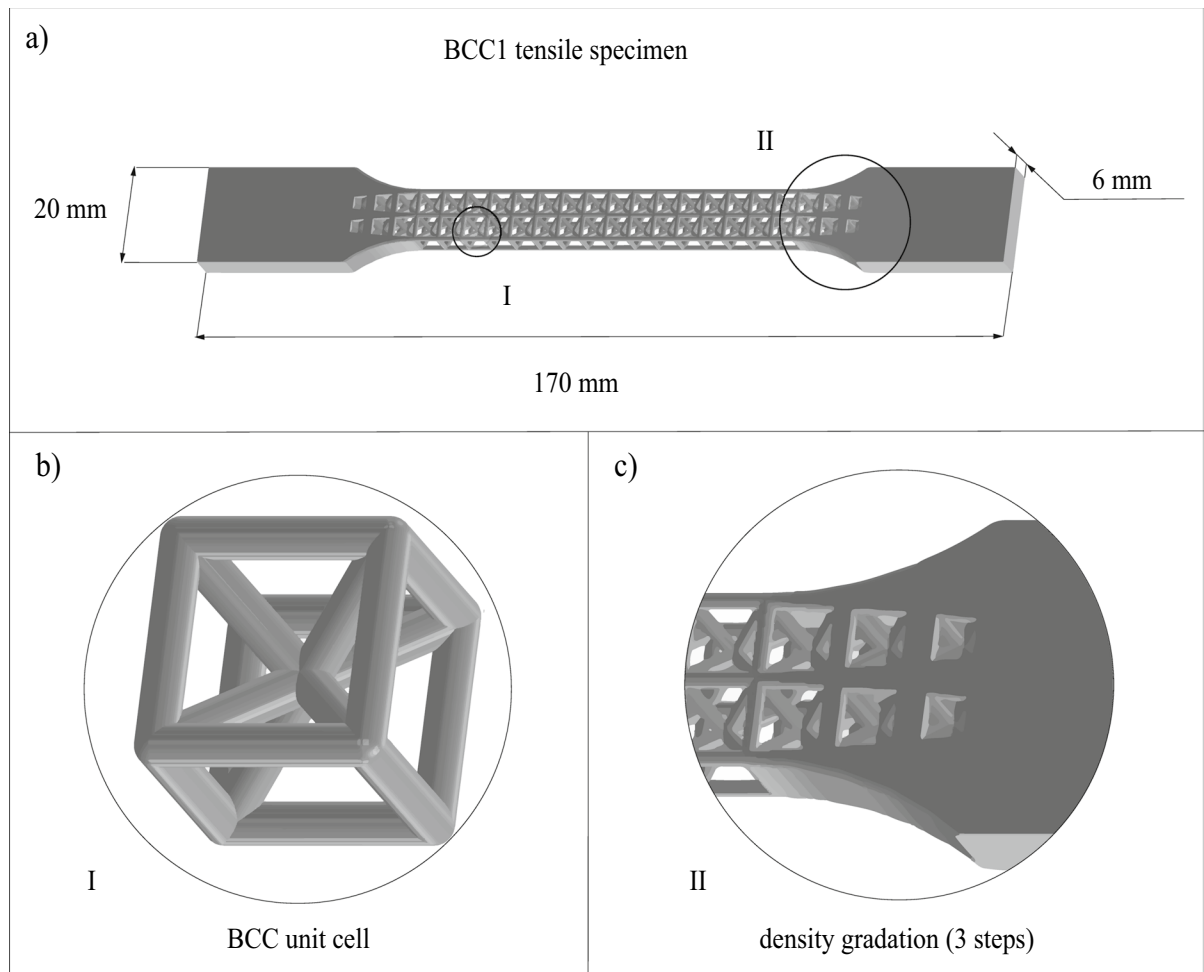 a)
BCC1 tensile specimen
II
6 mm
20 mm
I
170 mm
b)
I
BCC unit cell
c)
II
density gradation (3 steps)